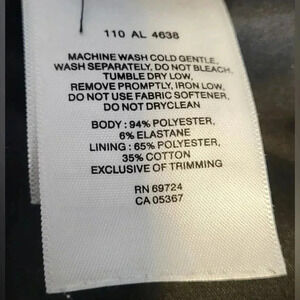 110 AL 4638
MACHINE WASH COLD GENTLE,
WASH SEPARATELY, DO NOT BLEACH,
TUMBLE DRY LOW,
REMOVE PROMPTLY, IRON LOW,
DO NOT USE FABRIC SOFTENER,
DO NOT DRYCLEAN
BODY : 94% POLYESTER,
6% ELASTANE
LINING : 65% POLYESTER,
35% COTTON
EXCLUSIVE OF TRIMMING
RN 69724
CA 05367